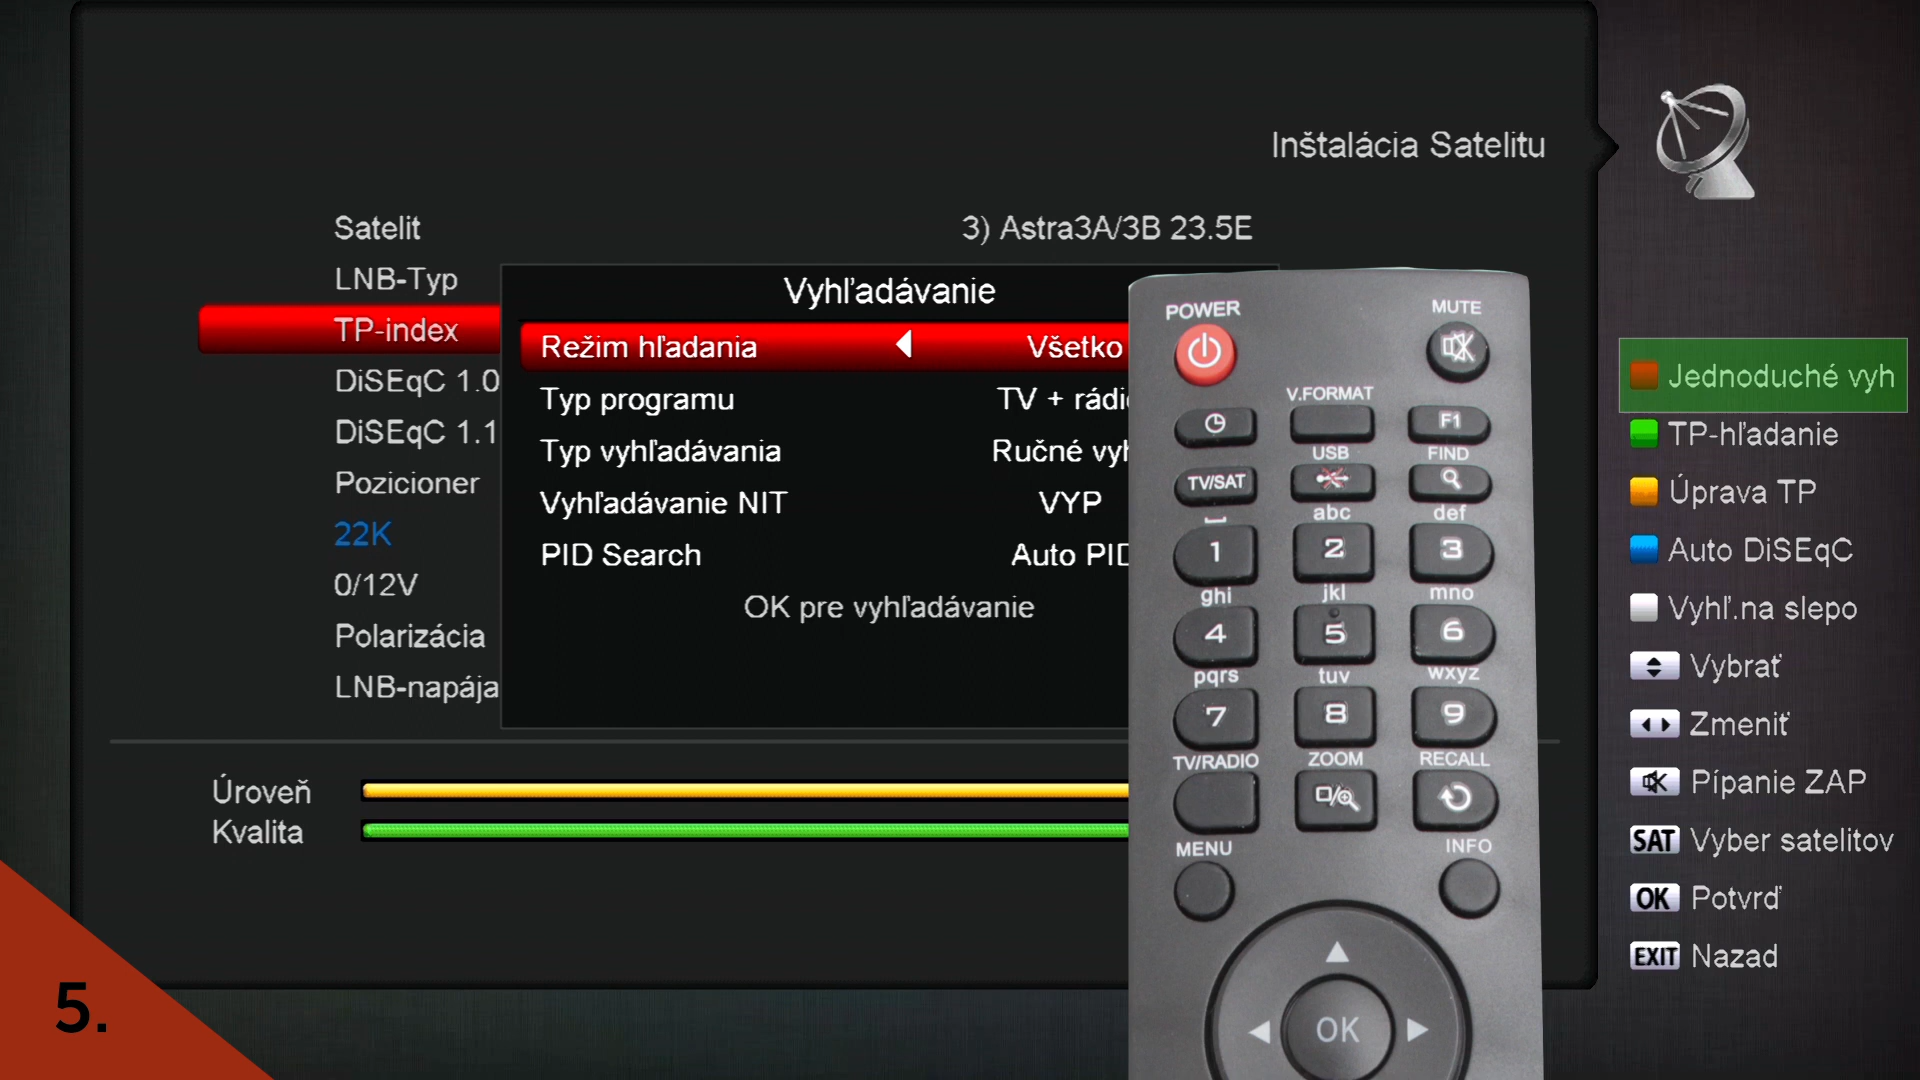 Inštalácia Satelitu
Satelit 3) Astra3A/3B 23.5E
LNB-Typ
TP-index
DiSEqC 1.0
DiSEqC 1.1
Pozicioner
22K
0/12V
Polarizácia
LNB-napája
Vyhľadávanie
Režim hľadania Všetko
Typ programu TV + rádio
Typ vyhľadávania Ručné vyh
Vyhľadávanie NIT VYP
PID Search Auto PID
OK pre vyhľadávanie
Úroveň
Kvalita
5.
POWER MUTE
V.FORMAT
F1
USB FIND
TV/SAT
abc def
1 2 3
ghi jkl mno
4 5 6
pqrs tuv wxyz
7 8 9
TV/RADIO ZOOM RECALL
MENU INFO
OK
Jednoduché vyh
TP-hľadanie
Úprava TP
Auto DiSEqC
Vyhľ.na slepo
Vybrať
Zmeniť
Pípanie ZAP
SAT Vyber satelitov
OK Potvrď
EXIT Nazad